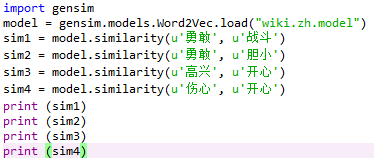 import gensim
model = gensim.models.Word2Vec.load("wiki.zh.model")
sim1 = model.similarity(u'勇敢', u'战斗')
sim2 = model.similarity(u'勇敢', u'胆小')
sim3 = model.similarity(u'高兴', u'开心')
sim4 = model.similarity(u'伤心', u'开心')
print (sim1)
print (sim2)
print (sim3)
print (sim4)